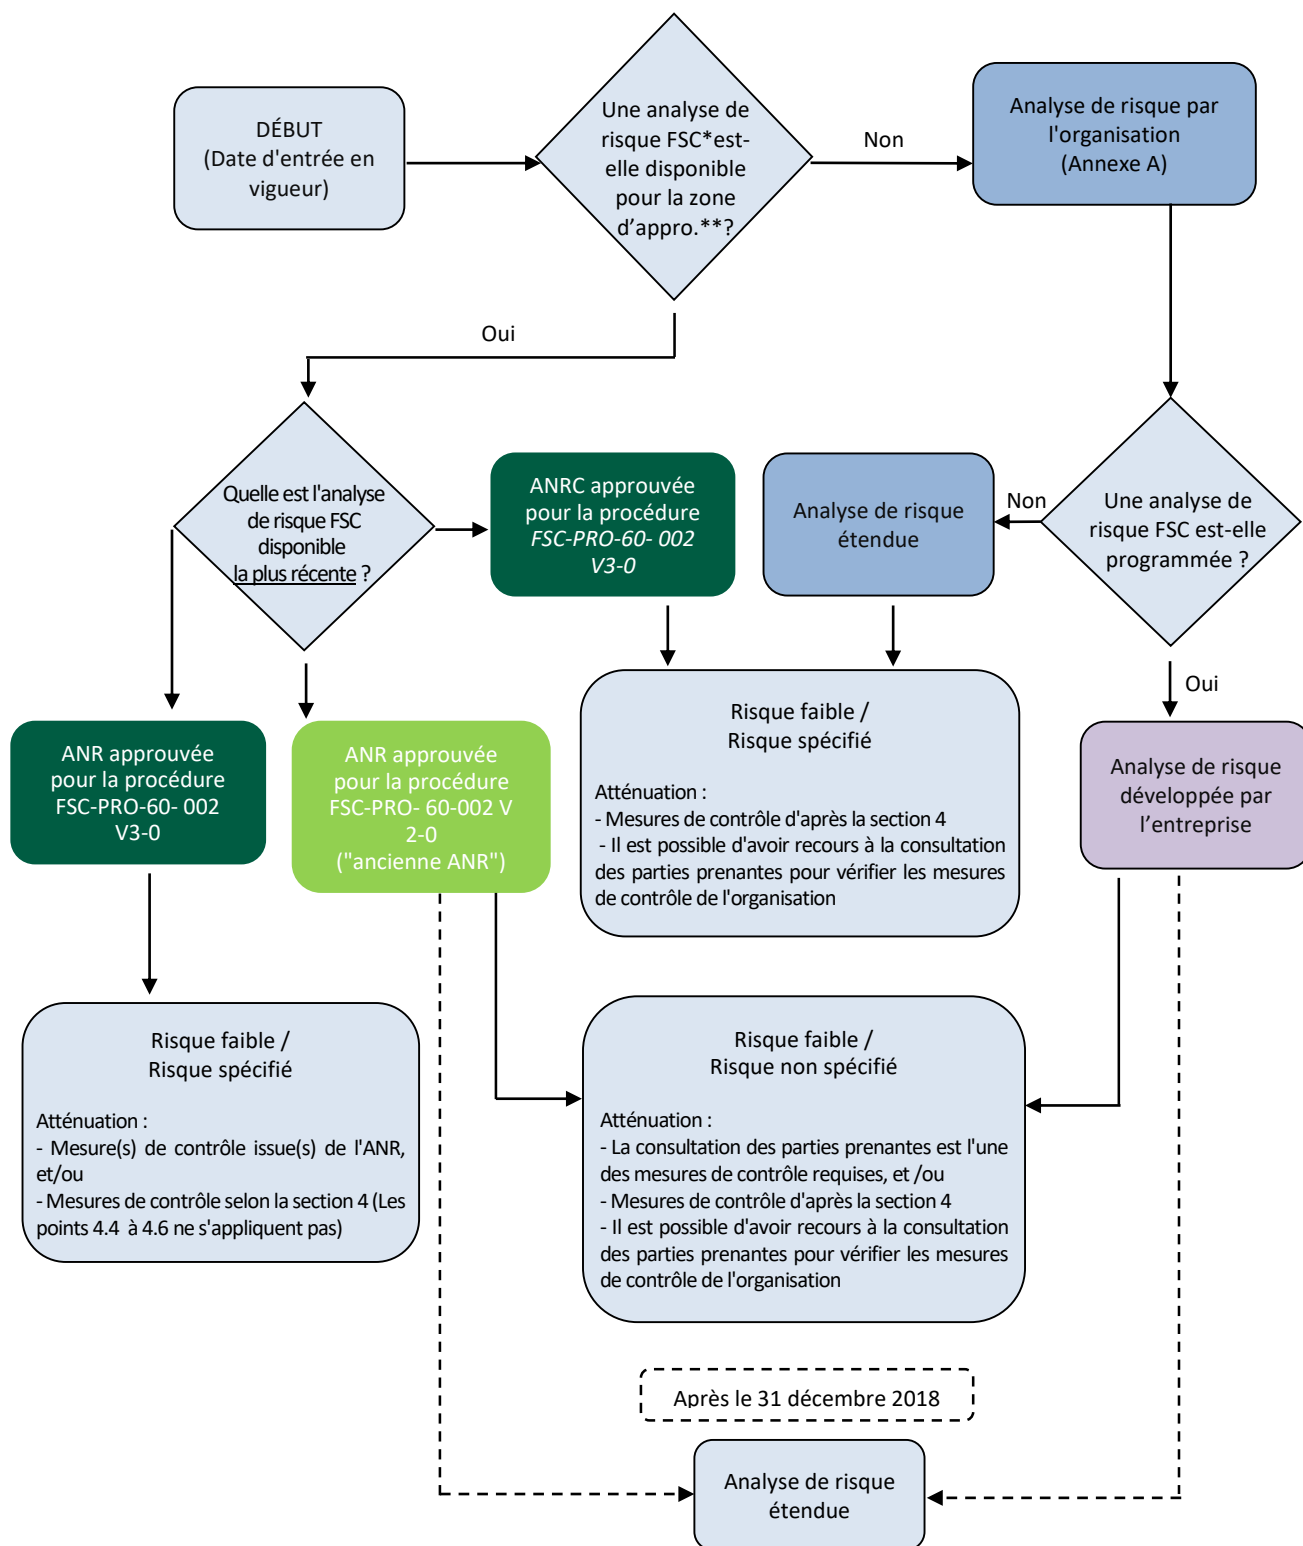 DÉBUT
(Date d'entrée en
vigueur)
Une analyse de
risque FSC*est-
elle disponible
pour la zone
d’appro.**?
Non
Analyse de risque par
l'organisation
(Annexe A)
Oui
Quelle est l'analyse
de risque FSC
disponible
la plus récente ?
ANRC approuvée
pour la procédure
FSC-PRO-60- 002
V3-0
Analyse de risque
étendue
Non
Une analyse de
risque FSC est-elle
programmée ?
Oui
ANR approuvée
pour la procédure
FSC-PRO-60- 002
V3-0
ANR approuvée
pour la procédure
FSC-PRO- 60-002 V
2-0
("ancienne ANR")
Risque faible /
Risque spécifié
Atténuation :
- Mesures de contrôle d'après la section 4
- Il est possible d'avoir recours à la consultation
des parties prenantes pour vérifier les mesures
de contrôle de l'organisation
Analyse de risque
développée par
l’entreprise
Risque faible /
Risque spécifié
Atténuation :
- Mesure(s) de contrôle issue(s) de l'ANR,
et/ou
- Mesures de contrôle selon la section 4 (Les
points 4.4 à 4.6 ne s'appliquent pas)
Risque faible /
Risque non spécifié
Atténuation :
- La consultation des parties prenantes est l'une
des mesures de contrôle requises, et /ou
- Mesures de contrôle d'après la section 4
- Il est possible d'avoir recours à la consultation
des parties prenantes pour vérifier les mesures
de contrôle de l'organisation
Après le 31 décembre 2018
Analyse de risque
étendue